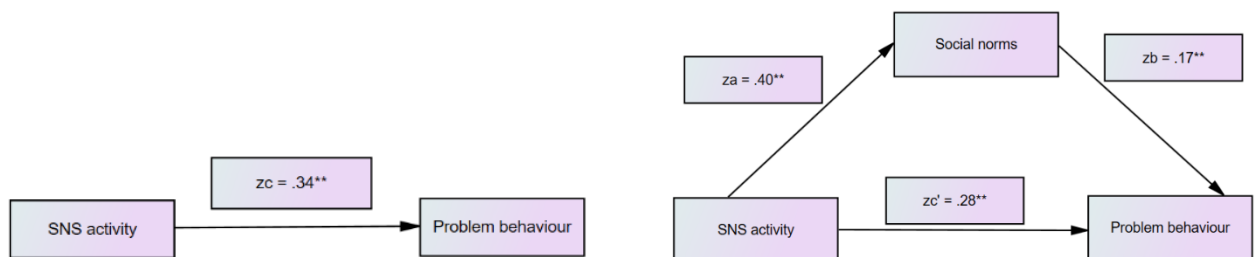 zc = .34**
SNS activity
Problem behaviour
Social norms
za = .40**
zb = .17**
zc' = .28**
SNS activity
Problem behaviour